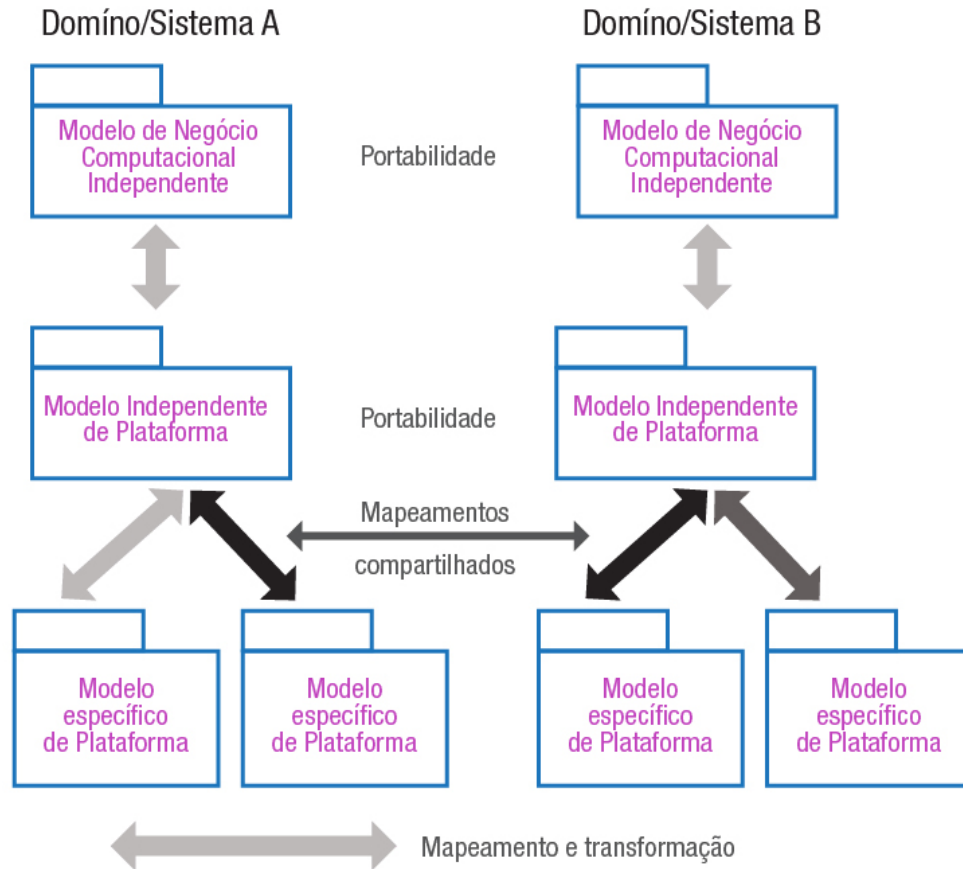 Domíno/Sistema A
Domíno/Sistema B
Modelo de Negócio
Computacional
Independente
Portabilidade
Modelo de Negócio
Computacional
Independente
Modelo Independente
de Plataforma
Portabilidade
Modelo Independente
de Plataforma
Mapeamentos
compartilhados
Modelo
específico
de Plataforma
Modelo
específico
de Plataforma
Modelo
específico
de Plataforma
Modelo
específico
de Plataforma
Mapeamento e transformação